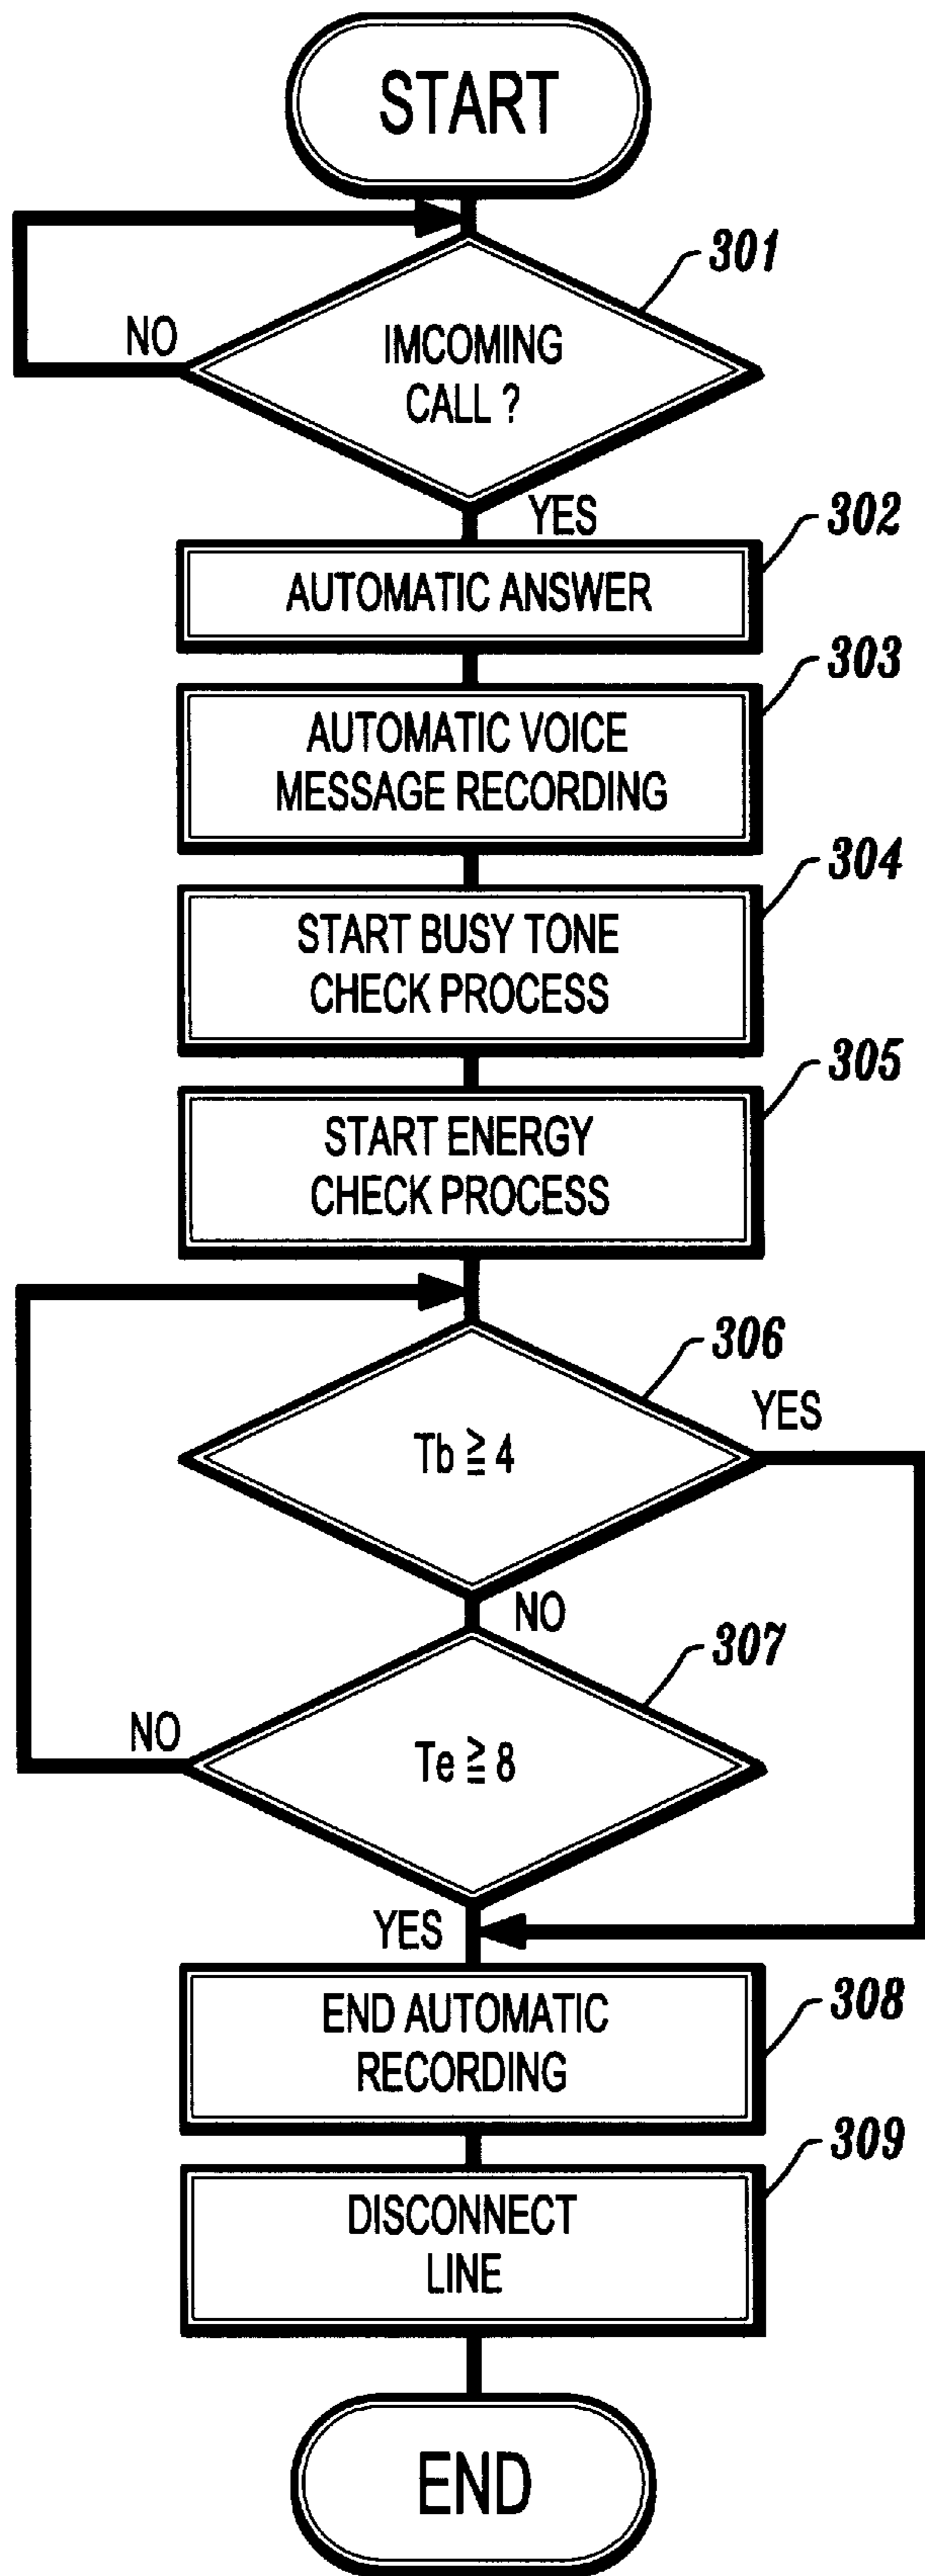 START
301
NO
IMCOMING
CALL ?
YES
302
AUTOMATIC ANSWER
303
AUTOMATIC VOICE
MESSAGE RECORDING
304
START BUSY TONE
CHECK PROCESS
305
START ENERGY
CHECK PROCESS
306
YES
Tb ≧ 4
NO
307
NO
Te ≧ 8
YES
308
END AUTOMATIC
RECORDING
309
DISCONNECT
LINE
END